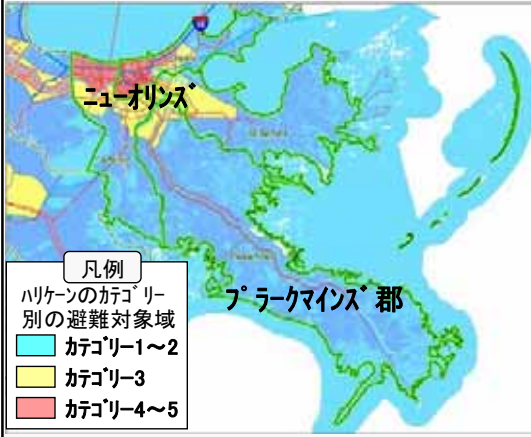 ニューオリンズ
プラークマインズ郡
凡例
ハリケーンのカテゴリー
別の避難対象域
カテゴリー1~2
カテゴリー3
カテゴリー4~5